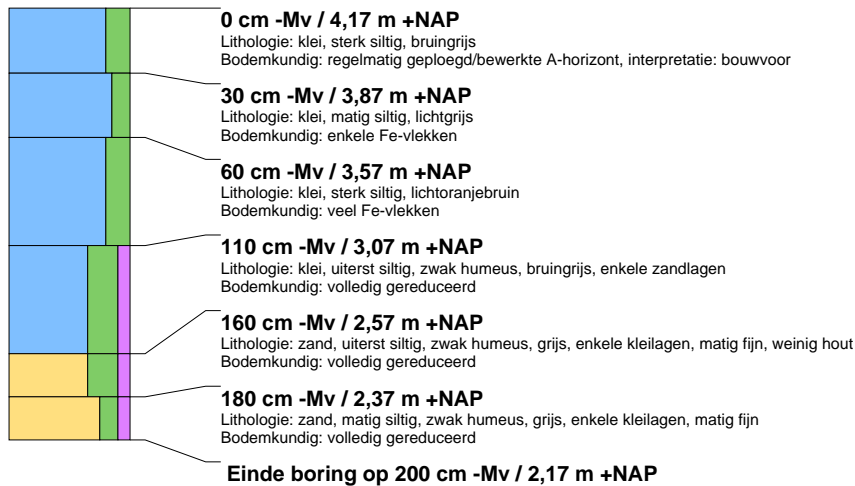 0 cm -Mv / 4,17 m +NAP
Lithologie: klei, sterk siltig, bruingrijs
Bodemkundig: regelmatig geploegd/bewerkte A-horizont, interpretatie: bouwvoor
30 cm -Mv / 3,87 m +NAP
Lithologie: klei, matig siltig, lichtgrijs
Bodemkundig: enkele Fe-vlekken
60 cm -Mv / 3,57 m +NAP
Lithologie: klei, sterk siltig, lichtoranjebruin
Bodemkundig: veel Fe-vlekken
110 cm -Mv / 3,07 m +NAP
Lithologie: klei, uiterst siltig, zwak humeus, bruingrijs, enkele zandlagen
Bodemkundig: volledig gereduceerd
160 cm -Mv / 2,57 m +NAP
Lithologie: zand, uiterst siltig, zwak humeus, grijs, enkele kleilagen, matig fijn, weinig hout
Bodemkundig: volledig gereduceerd
180 cm -Mv / 2,37 m +NAP
Lithologie: zand, matig siltig, zwak humeus, grijs, enkele kleilagen, matig fijn
Bodemkundig: volledig gereduceerd
Einde boring op 200 cm -Mv / 2,17 m +NAP